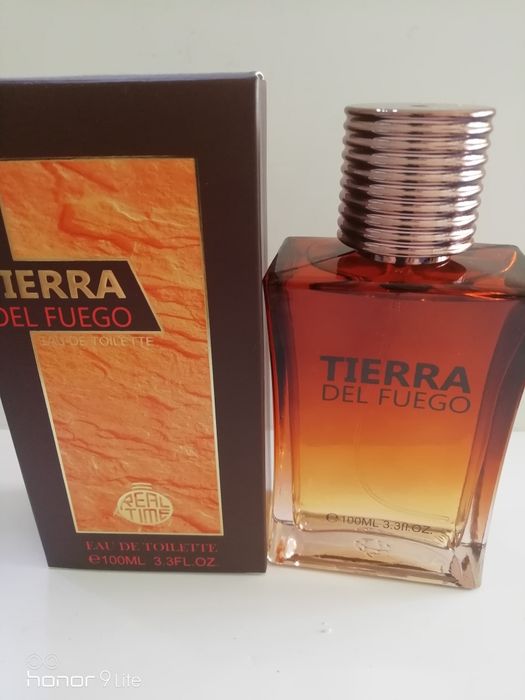 TIERRA
DEL FUEGO
EAU DE TOILETTE
REAL
TIME
EAU DE TOILETTE
℮100ML 3.3FL.OZ.
TIERRA
DEL FUEGO
℮100ML 3.3fl.OZ.
honor 9 Lite